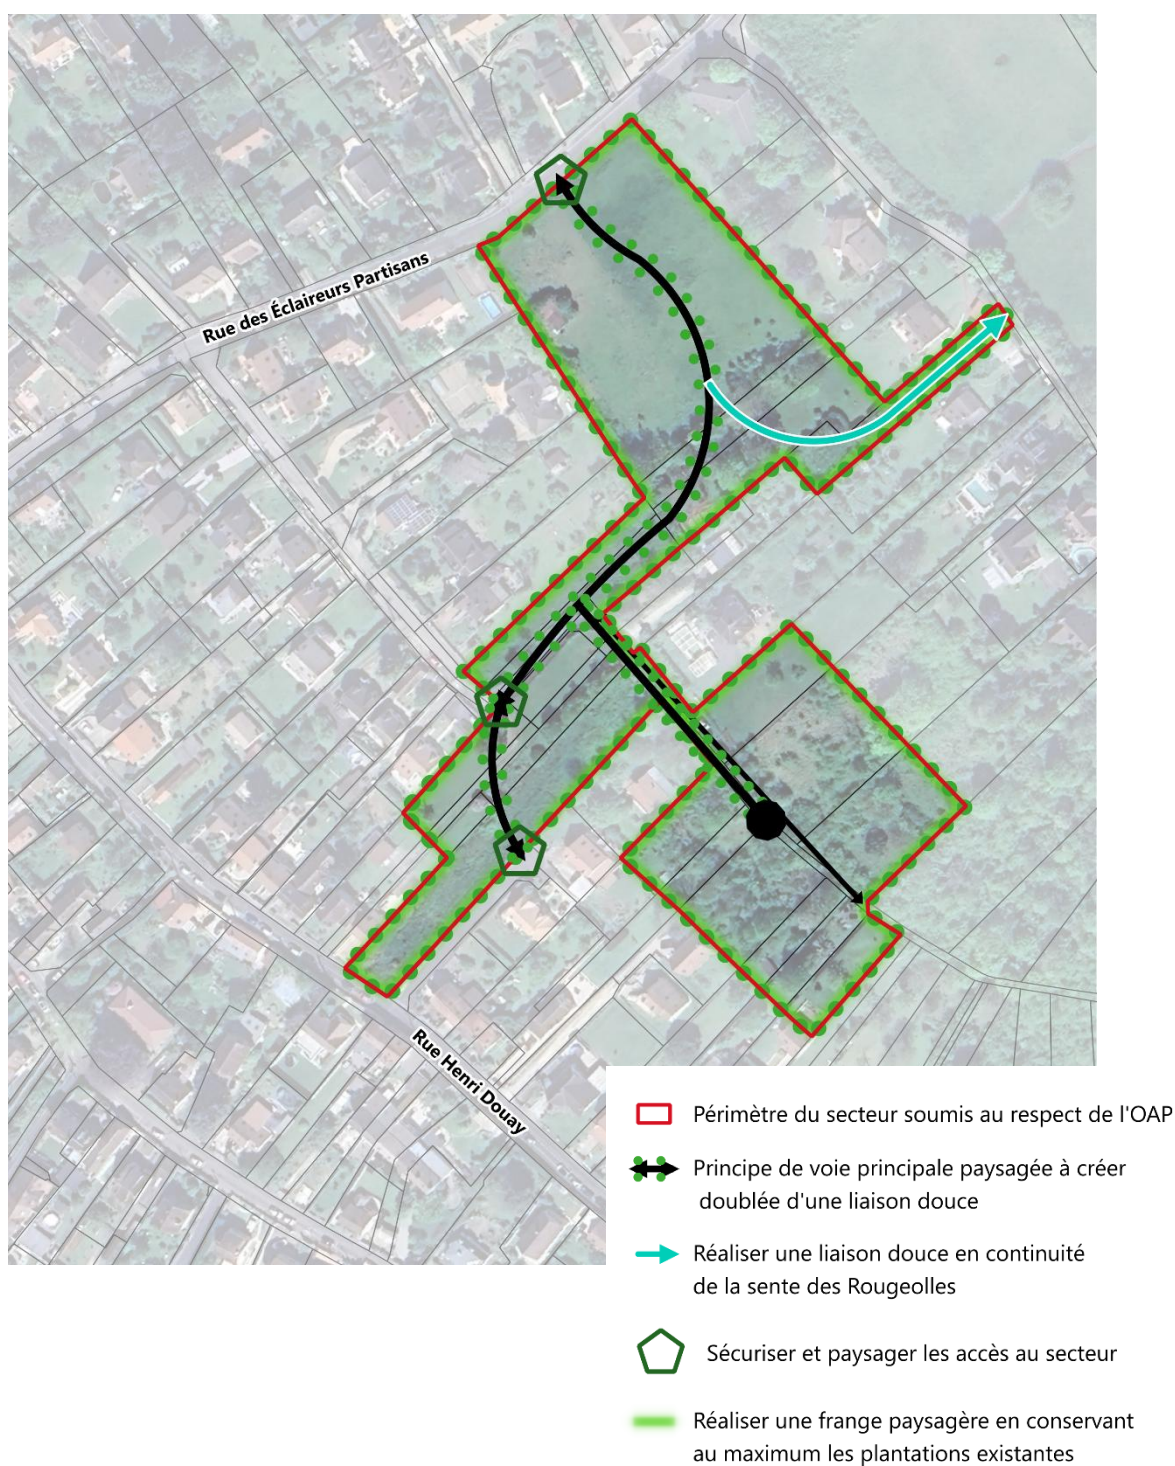 Rue des Éclaireurs Partisans
Rue Henri Douay
Périmètre du secteur soumis au respect de l'OAP
Principe de voie principale paysagée à créer
doublée d'une liaison douce
Réaliser une liaison douce en continuité
de la sente des Rougeolles
Sécuriser et paysager les accès au secteur
Réaliser une frange paysagère en conservant
au maximum les plantations existantes